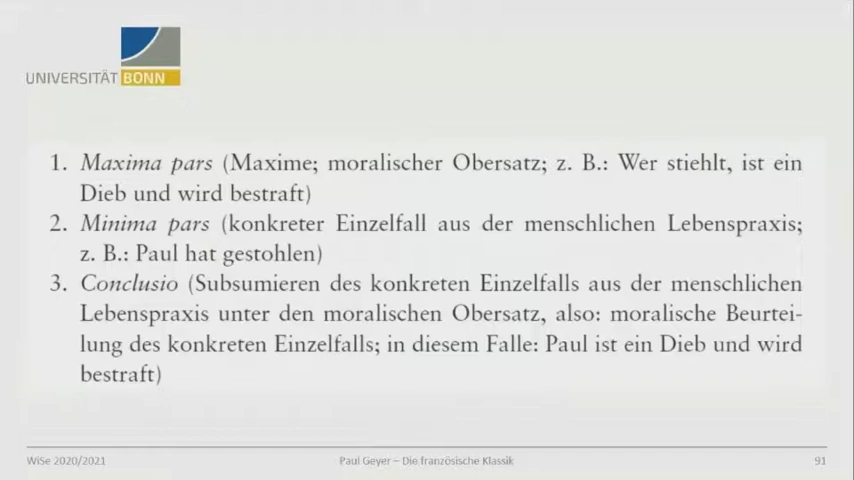 UNIVERSITÄT BONN
1. Maxima pars (Maxime; moralischer Obersatz; z. B.: Wer stiehlt, ist ein
Dieb und wird bestraft)
2. Minima pars (konkreter Einzelfall aus der menschlichen Lebenspraxis;
z. B.: Paul hat gestohlen)
3. Conclusio (Subsumieren des konkreten Einzelfalls aus der menschlichen
Lebenspraxis unter den moralischen Obersatz, also: moralische Beurtei-
lung des konkreten Einzelfalls; in diesem Falle: Paul ist ein Dieb und wird
bestraft)
WiSe 2020/2021 Paul Geyer – Die französische Klassik 91